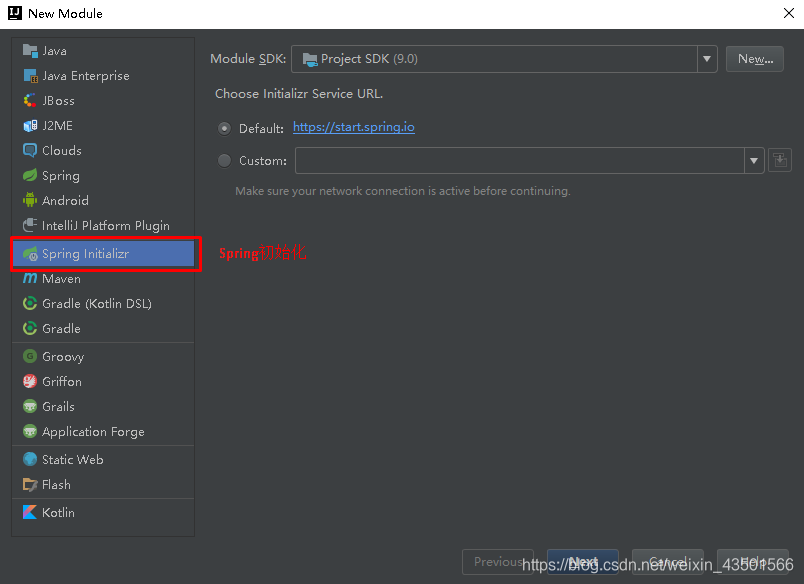 New Module
Java
Java Enterprise
JBoss
J2ME
Clouds
Spring
Android
IntelliJ Platform Plugin
Spring Initializr
Maven
Gradle (Kotlin DSL)
Gradle
Groovy
Griffon
Grails
Application Forge
Static Web
Flash
Kotlin
Module SDK: Project SDK (9.0) New...
Choose Initializr Service URL.
Default: https://start.spring.io
Custom:
Make sure your network connection is active before continuing.
Spring初始化
Previous Next Cancel Help
https://blog.csdn.net/weixin_43501566